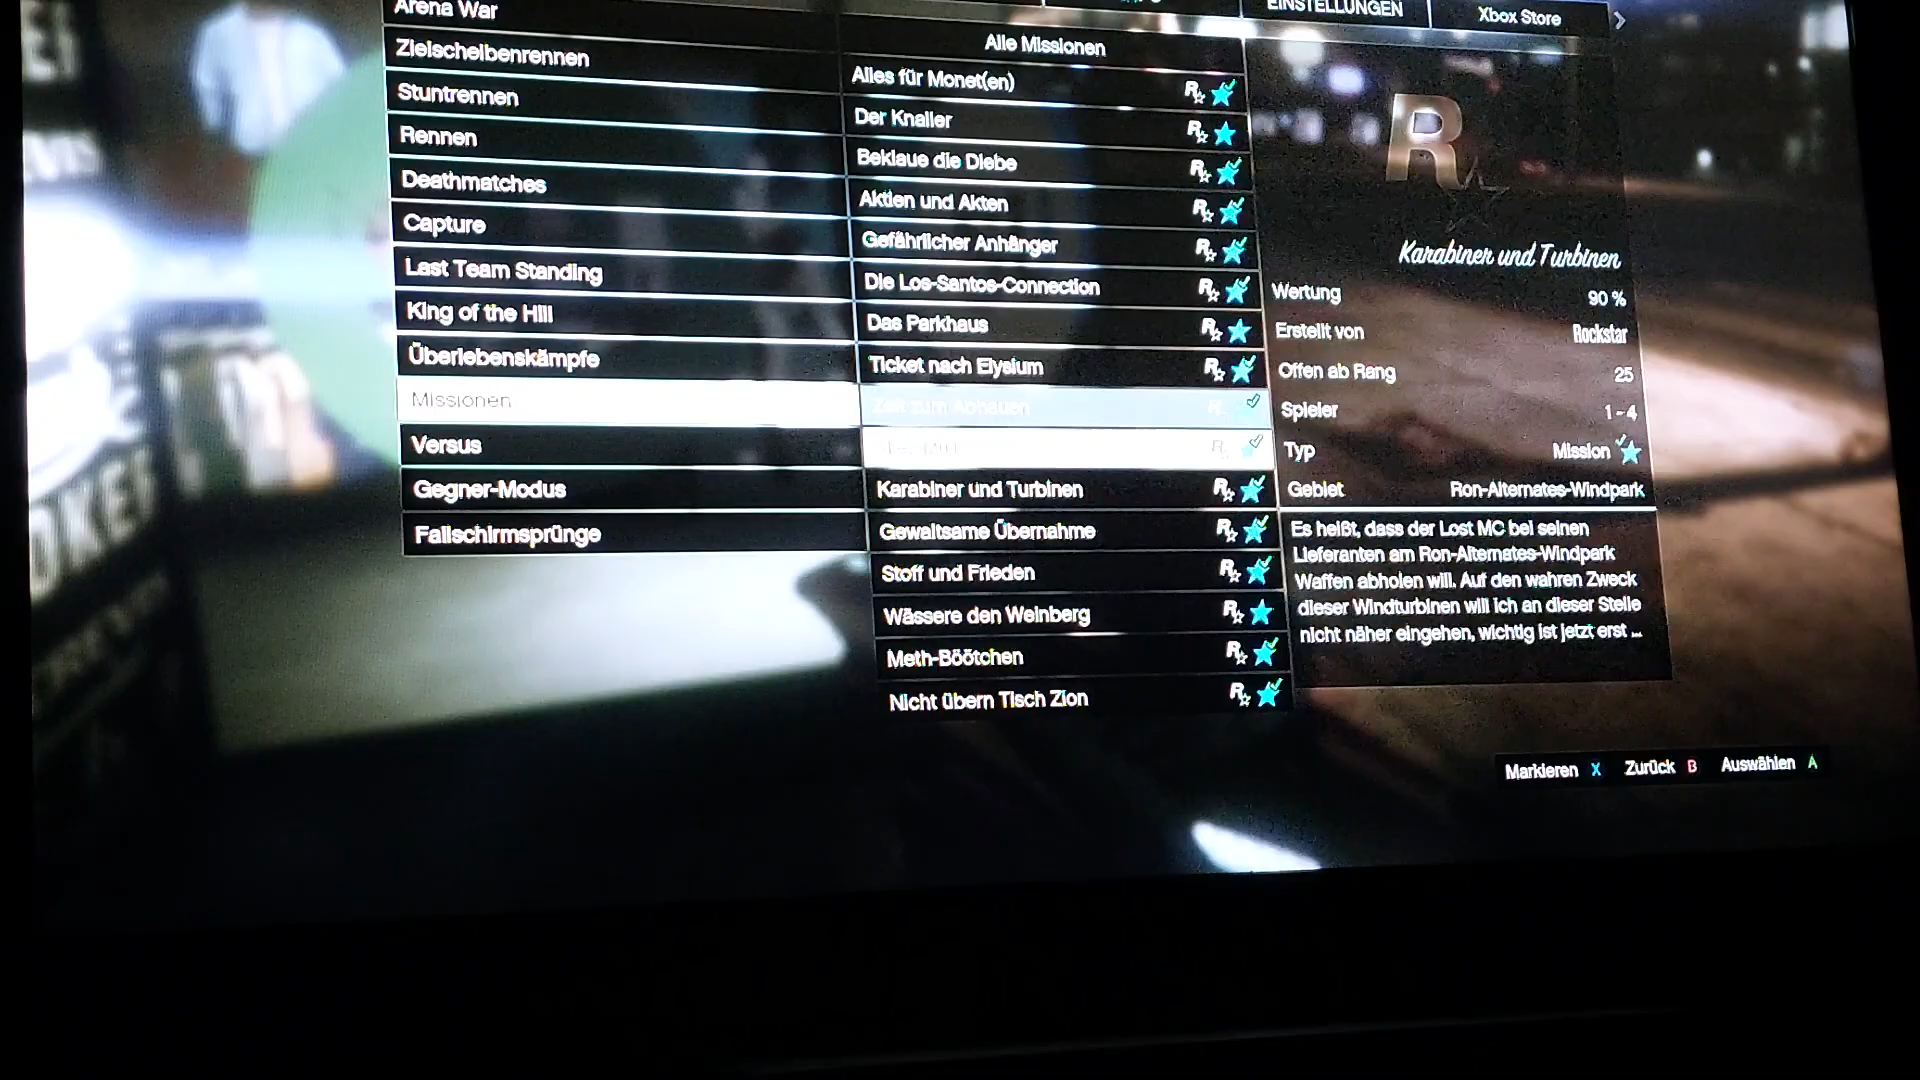 Arena War
Zielscheibenrennen
Stuntrennen
Rennen
Deathmatches
Capture
Last Team Standing
King of the Hill
Überlebenskämpfe
Missionen
Versus
Gegner-Modus
Fallschirmsprünge
Alle Missionen
Alles für Monet(en)
Der Knaller
Beklaue die Diebe
Aktien und Akten
Gefährlicher Anhänger
Die Los-Santos-Connection
Das Parkhaus
Ticket nach Elysium
Zeit zum Abhauen
Karabiner und Turbinen
Gewaltsame Übernahme
Stoff und Frieden
Wässere den Weinberg
Meth-Böötchen
Nicht übern Tisch Zion
EINSTELLUNGEN
Xbox Store
Karabiner und Turbinen
Wertung 90 %
Erstellt von Rockstar
Offen ab Rang 25
Spieler 1 - 4
Typ Mission
Gebiet Ron-Alternates-Windpark
Es heißt, dass der Lost MC bei seinen
Lieferanten am Ron-Alternates-Windpark
Waffen abholen will. Auf den wahren Zweck
dieser Windturbinen will ich an dieser Stelle
nicht näher eingehen, wichtig ist jetzt erst ...
Markieren X Zurück B Auswählen A